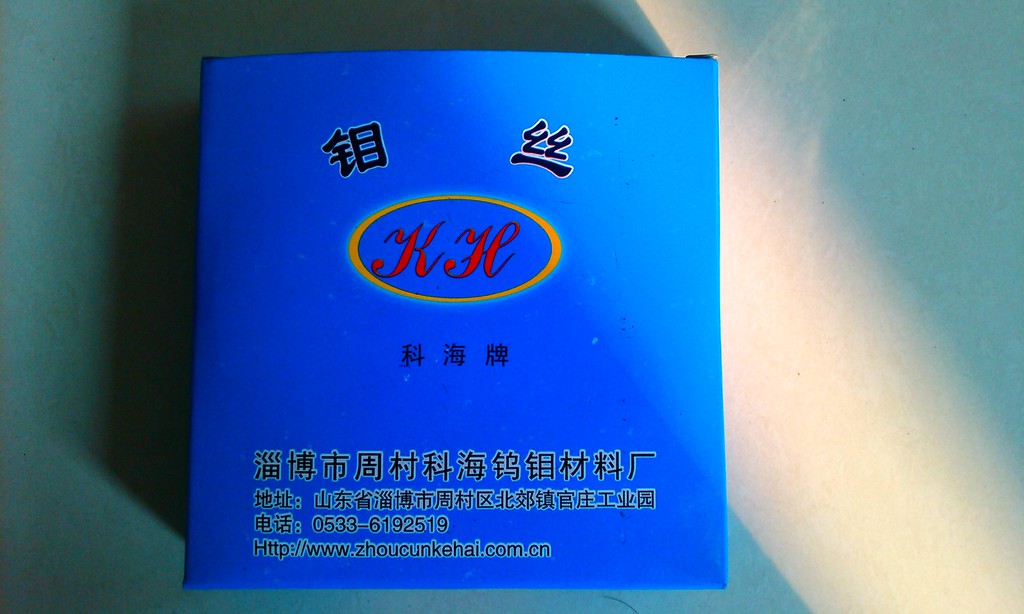 钼 丝
KH
科海牌
淄博市周村科海钨钼材料厂
地址：山东省淄博市周村区北郊镇官庄工业园
电话：0533-6192519
Http://www.zhoucunkehai.com.cn